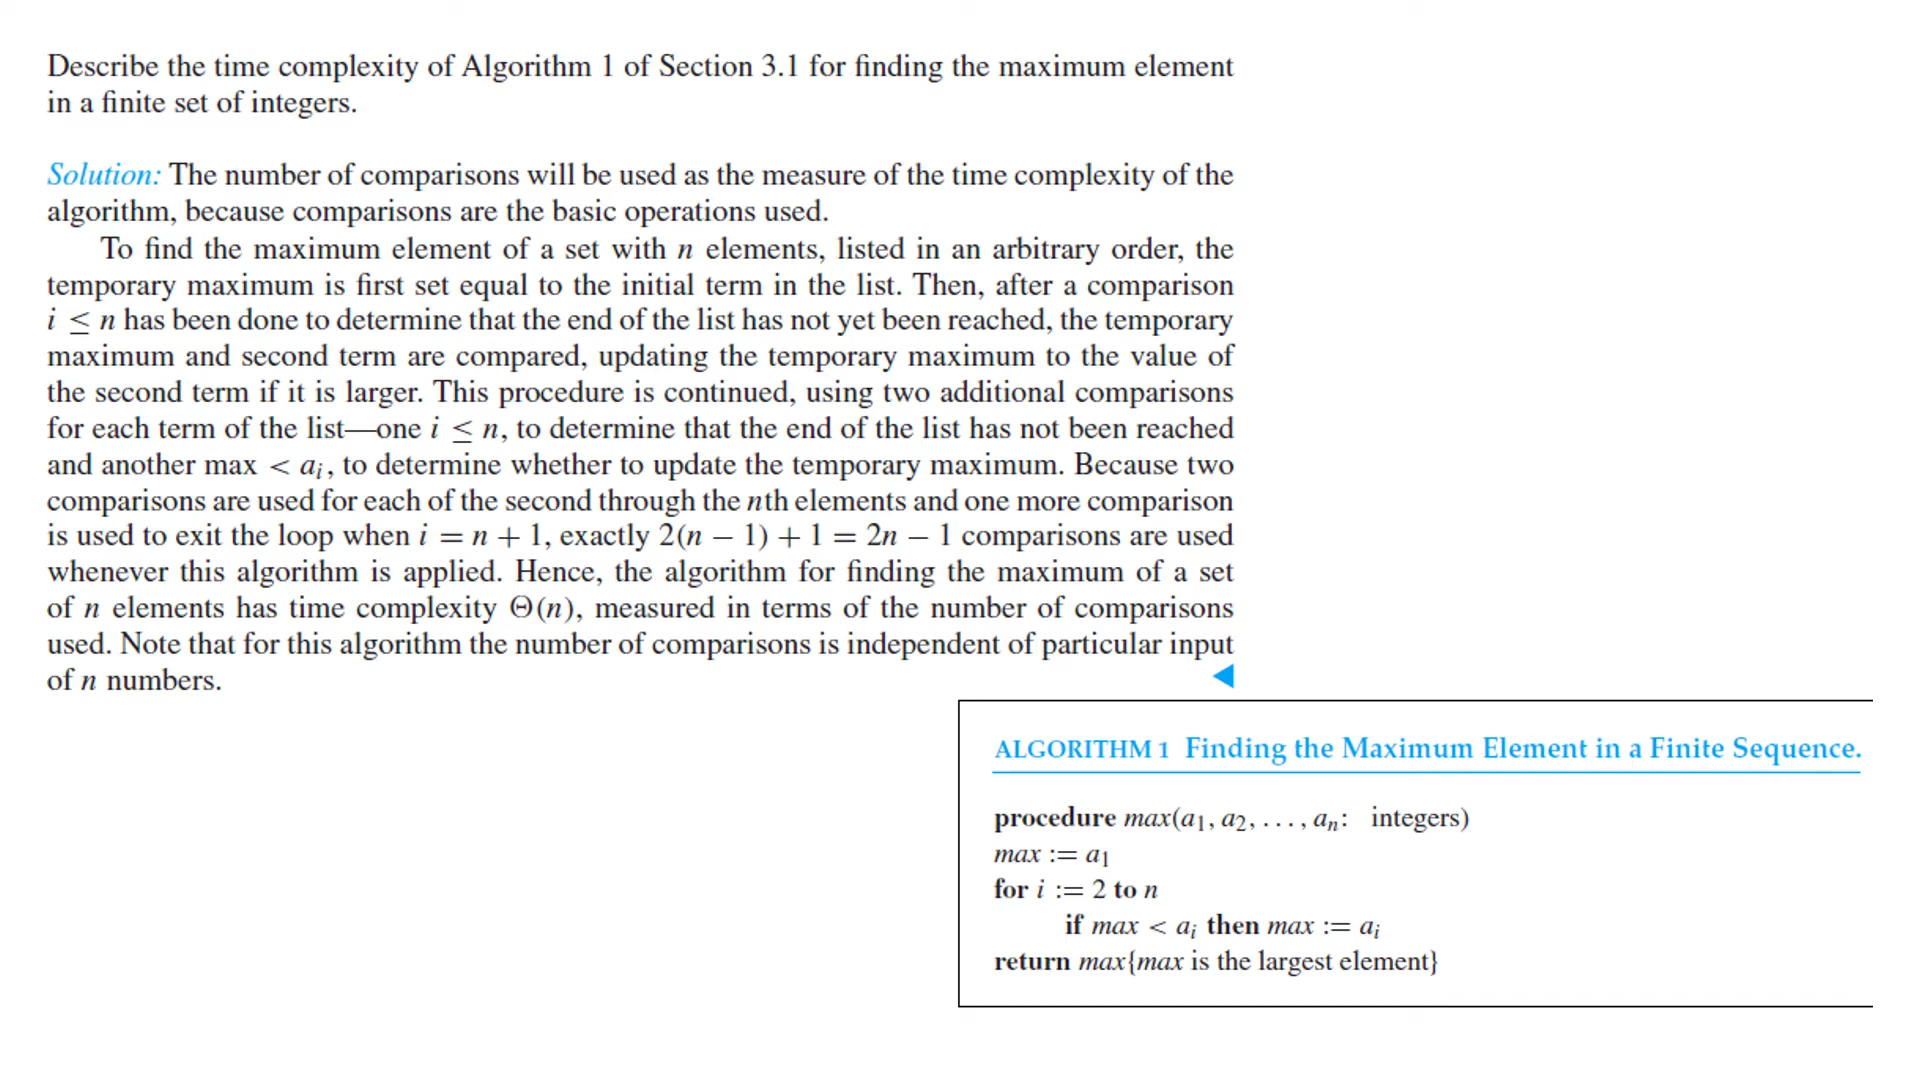 Describe the time complexity of Algorithm 1 of Section 3.1 for finding the maximum element
in a finite set of integers.
Solution: The number of comparisons will be used as the measure of the time complexity of the
algorithm, because comparisons are the basic operations used.
To find the maximum element of a set with n elements, listed in an arbitrary order, the
temporary maximum is first set equal to the initial term in the list. Then, after a comparison
i ≤ n has been done to determine that the end of the list has not yet been reached, the temporary
maximum and second term are compared, updating the temporary maximum to the value of
the second term if it is larger. This procedure is continued, using two additional comparisons
for each term of the list—one i ≤ n, to determine that the end of the list has not been reached
and another max < aᵢ, to determine whether to update the temporary maximum. Because two
comparisons are used for each of the second through the nth elements and one more comparison
is used to exit the loop when i = n + 1, exactly 2(n − 1) + 1 = 2n − 1 comparisons are used
whenever this algorithm is applied. Hence, the algorithm for finding the maximum of a set
of n elements has time complexity Θ(n), measured in terms of the number of comparisons
used. Note that for this algorithm the number of comparisons is independent of particular input
of n numbers.
ALGORITHM 1 Finding the Maximum Element in a Finite Sequence.
procedure max(a₁, a₂, . . . , aₙ: integers)
max := a₁
for i := 2 to n
if max < aᵢ then max := aᵢ
return max{max is the largest element}